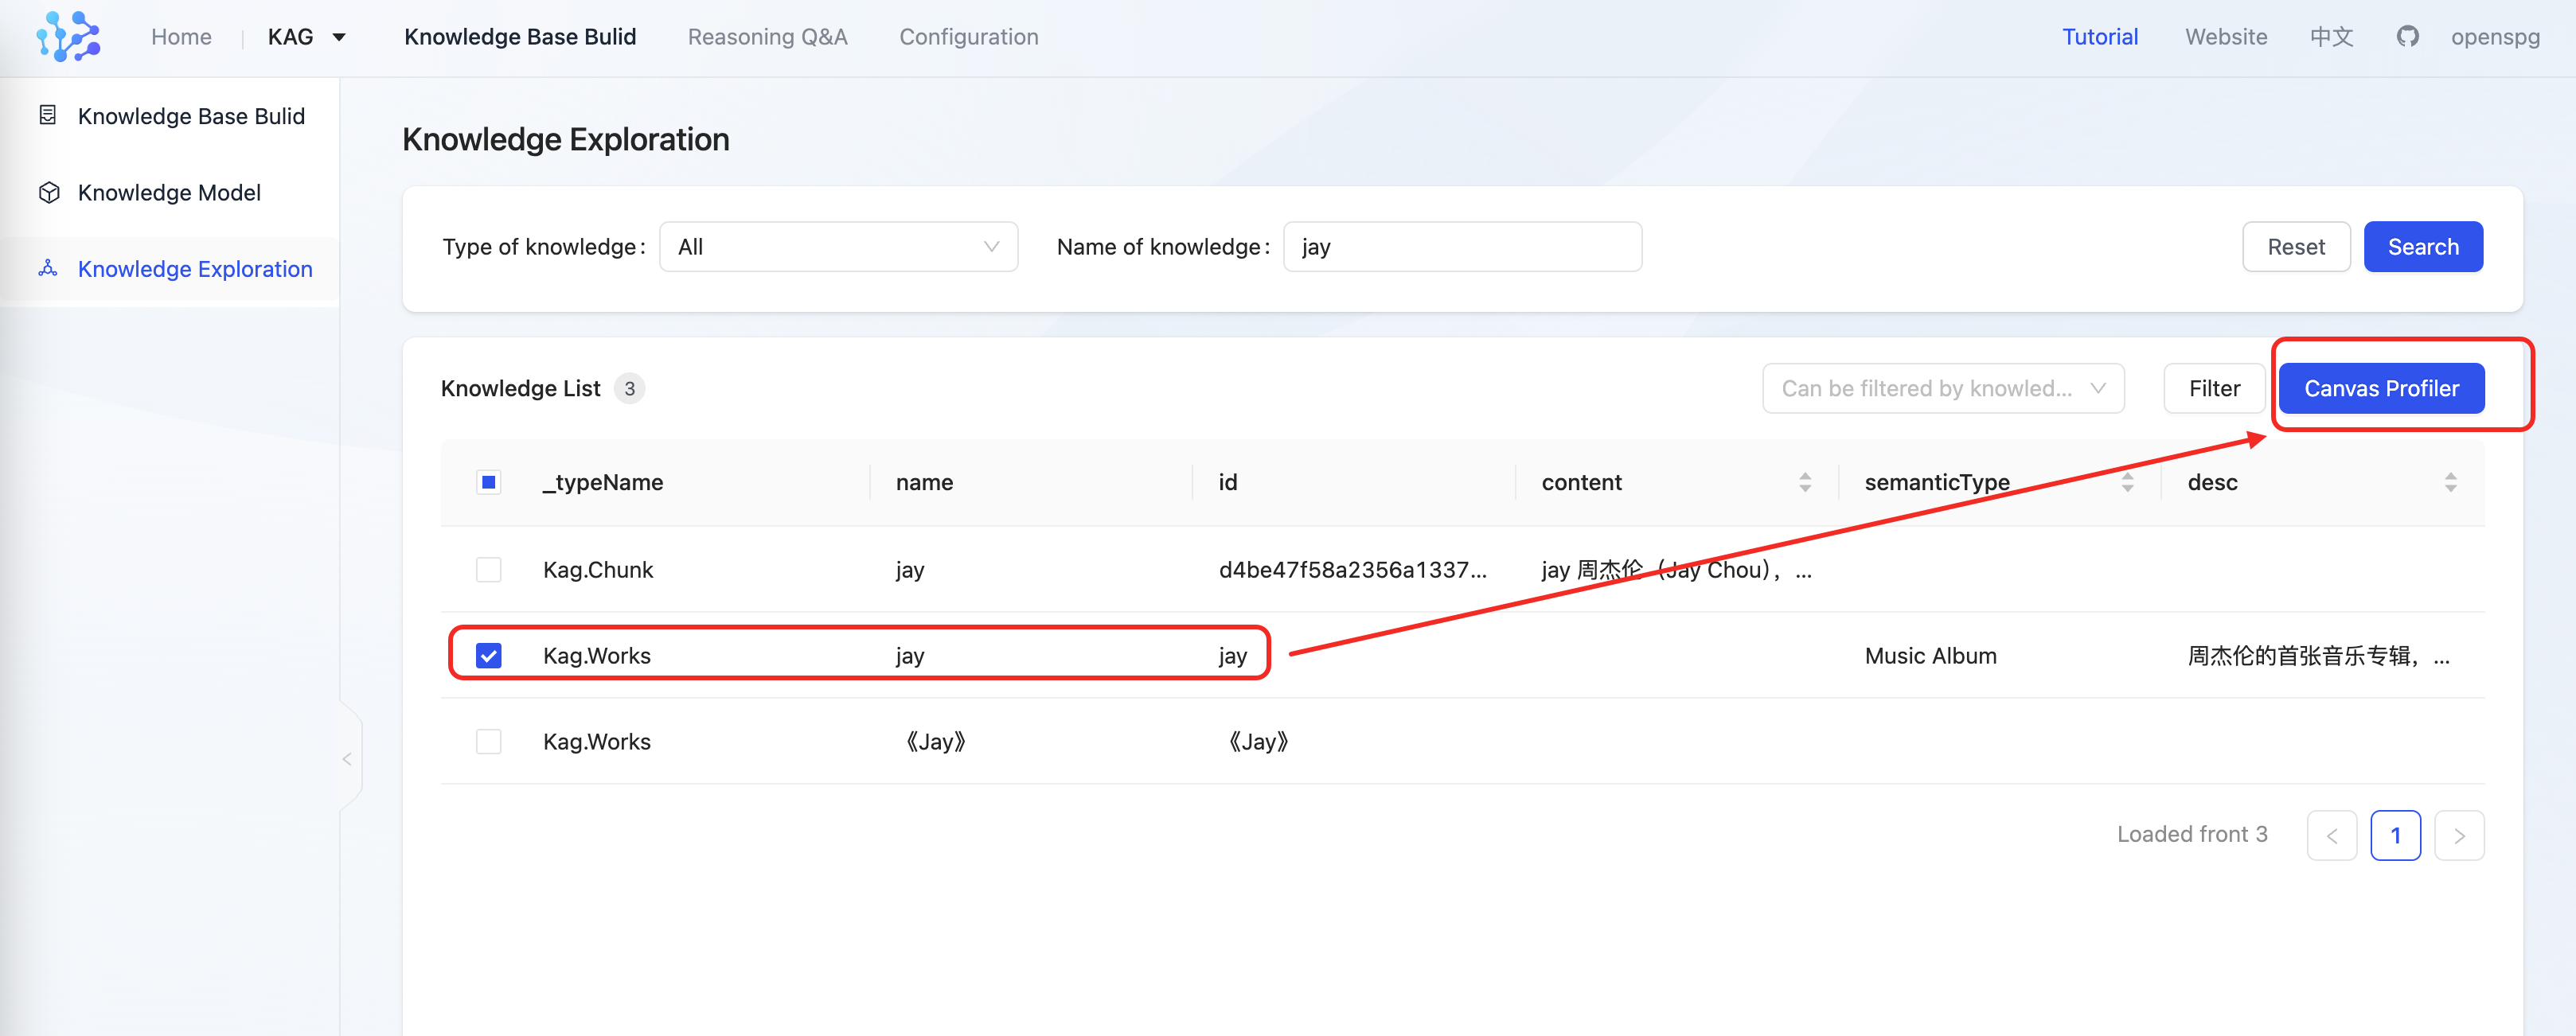 Home KAG Knowledge Base Bulid Reasoning Q&A Configuration Tutorial Website 中文 openspg
Knowledge Base Bulid
Knowledge Model
Knowledge Exploration
Knowledge Exploration
Type of knowledge: All Name of knowledge: jay Reset Search
Knowledge List 3 Can be filtered by knowled... Filter Canvas Profiler
_typeName name id content semanticType desc
Kag.Chunk jay d4be47f58a2356a1337... jay 周杰伦（Jay Chou），...
Kag.Works jay jay Music Album 周杰伦的首张音乐专辑，...
Kag.Works 《Jay》 《Jay》
Loaded front 3 < 1 >